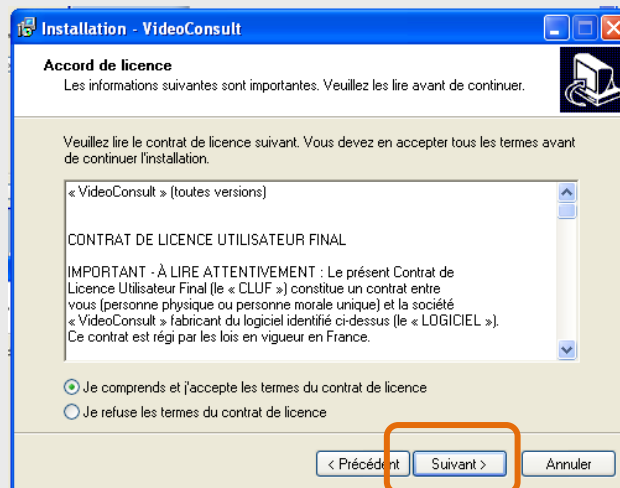 Installation - VideoConsult
Accord de licence
Les informations suivantes sont importantes. Veuillez les lire avant de continuer.
Veuillez lire le contrat de licence suivant. Vous devez en accepter tous les termes avant
de continuer l'installation.
« VideoConsult » (toutes versions)
CONTRAT DE LICENCE UTILISATEUR FINAL
IMPORTANT - À LIRE ATTENTIVEMENT : Le présent Contrat de
Licence Utilisateur Final (le « CLUF ») constitue un contrat entre
vous (personne physique ou personne morale unique) et la société
« VideoConsult » fabricant du logiciel identifié ci-dessus (le « LOGICIEL »).
Ce contrat est régi par les lois en vigueur en France.
Je comprends et j'accepte les termes du contrat de licence
Je refuse les termes du contrat de licence
< Précédent Suivant > Annuler